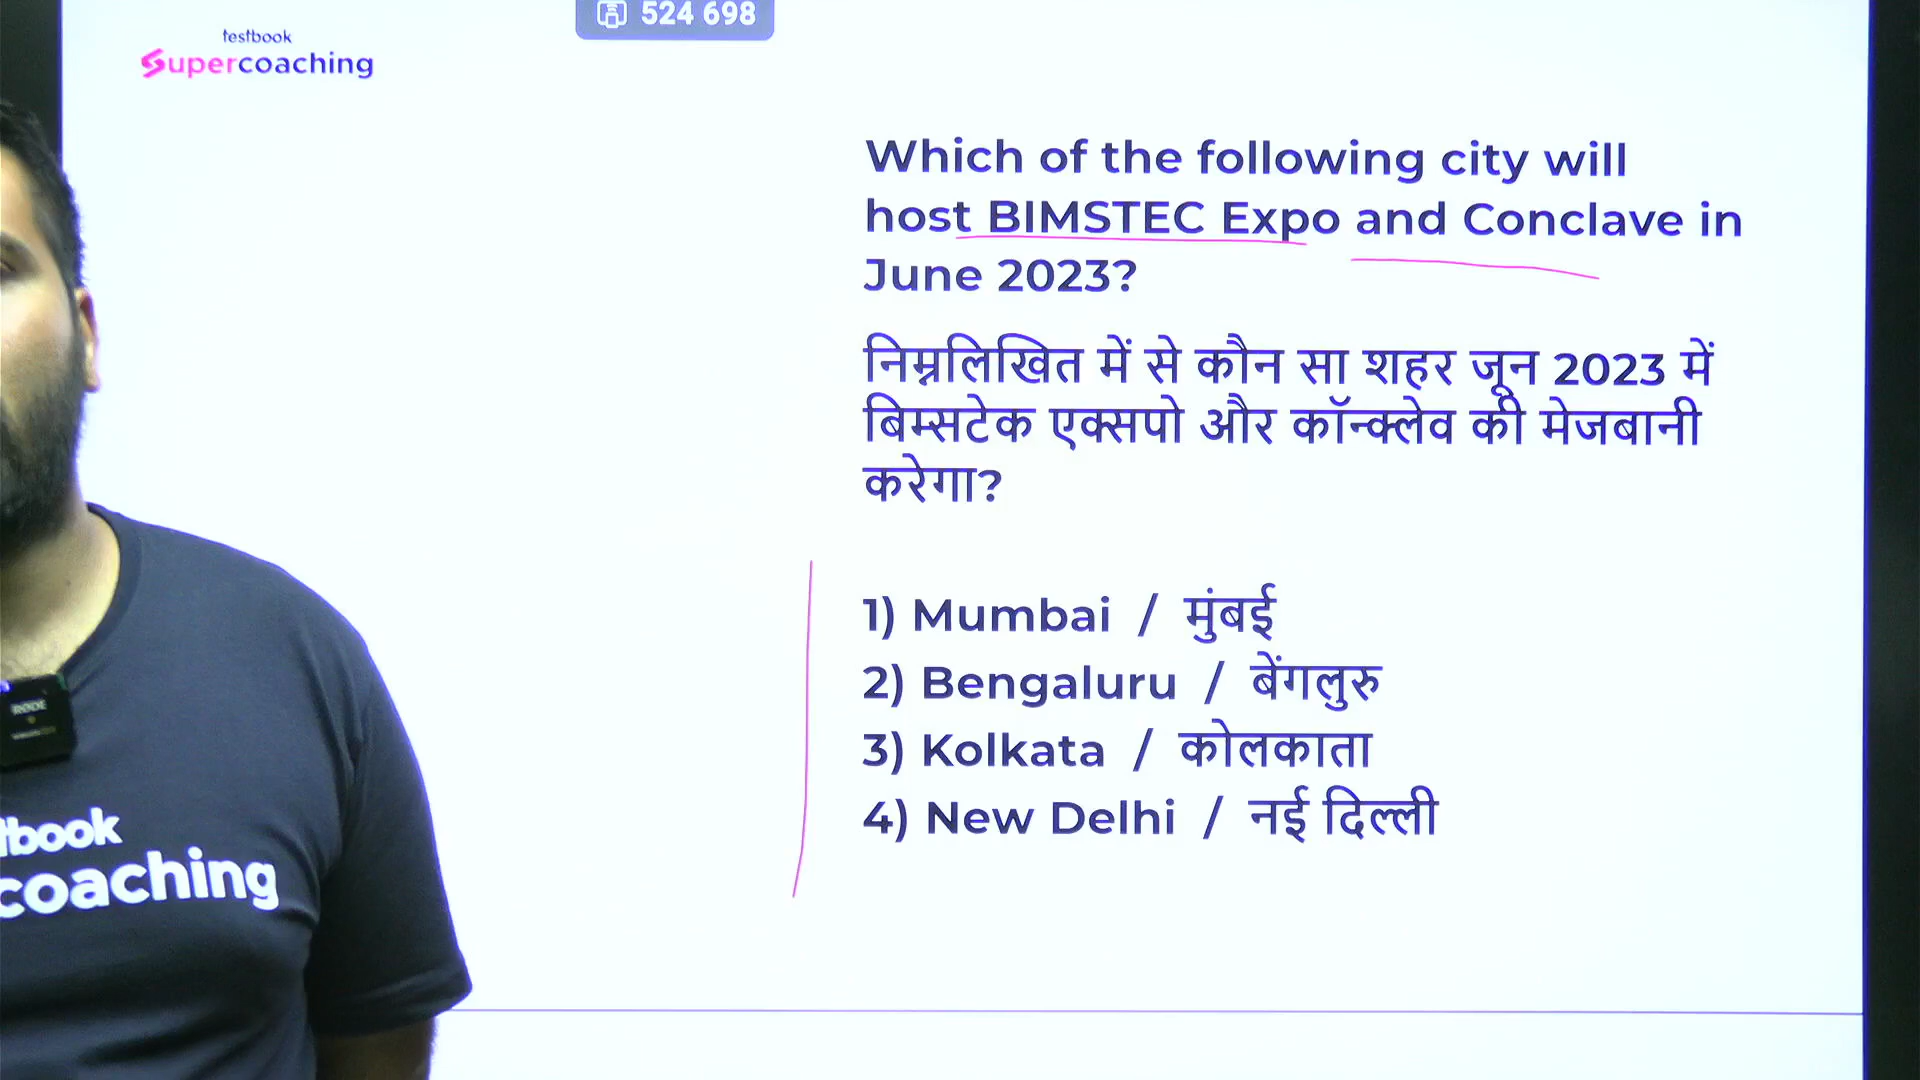 524 698
testbook
Supercoaching
Which of the following city will
host BIMSTEC Expo and Conclave in
June 2023?
निम्नलिखित में से कौन सा शहर जून 2023 में
बिम्सटेक एक्सपो और कॉन्क्लेव की मेजबानी
करेगा?
1) Mumbai / मुंबई
2) Bengaluru / बेंगलुरु
3) Kolkata / कोलकाता
4) New Delhi / नई दिल्ली
RODE
tbook
coaching